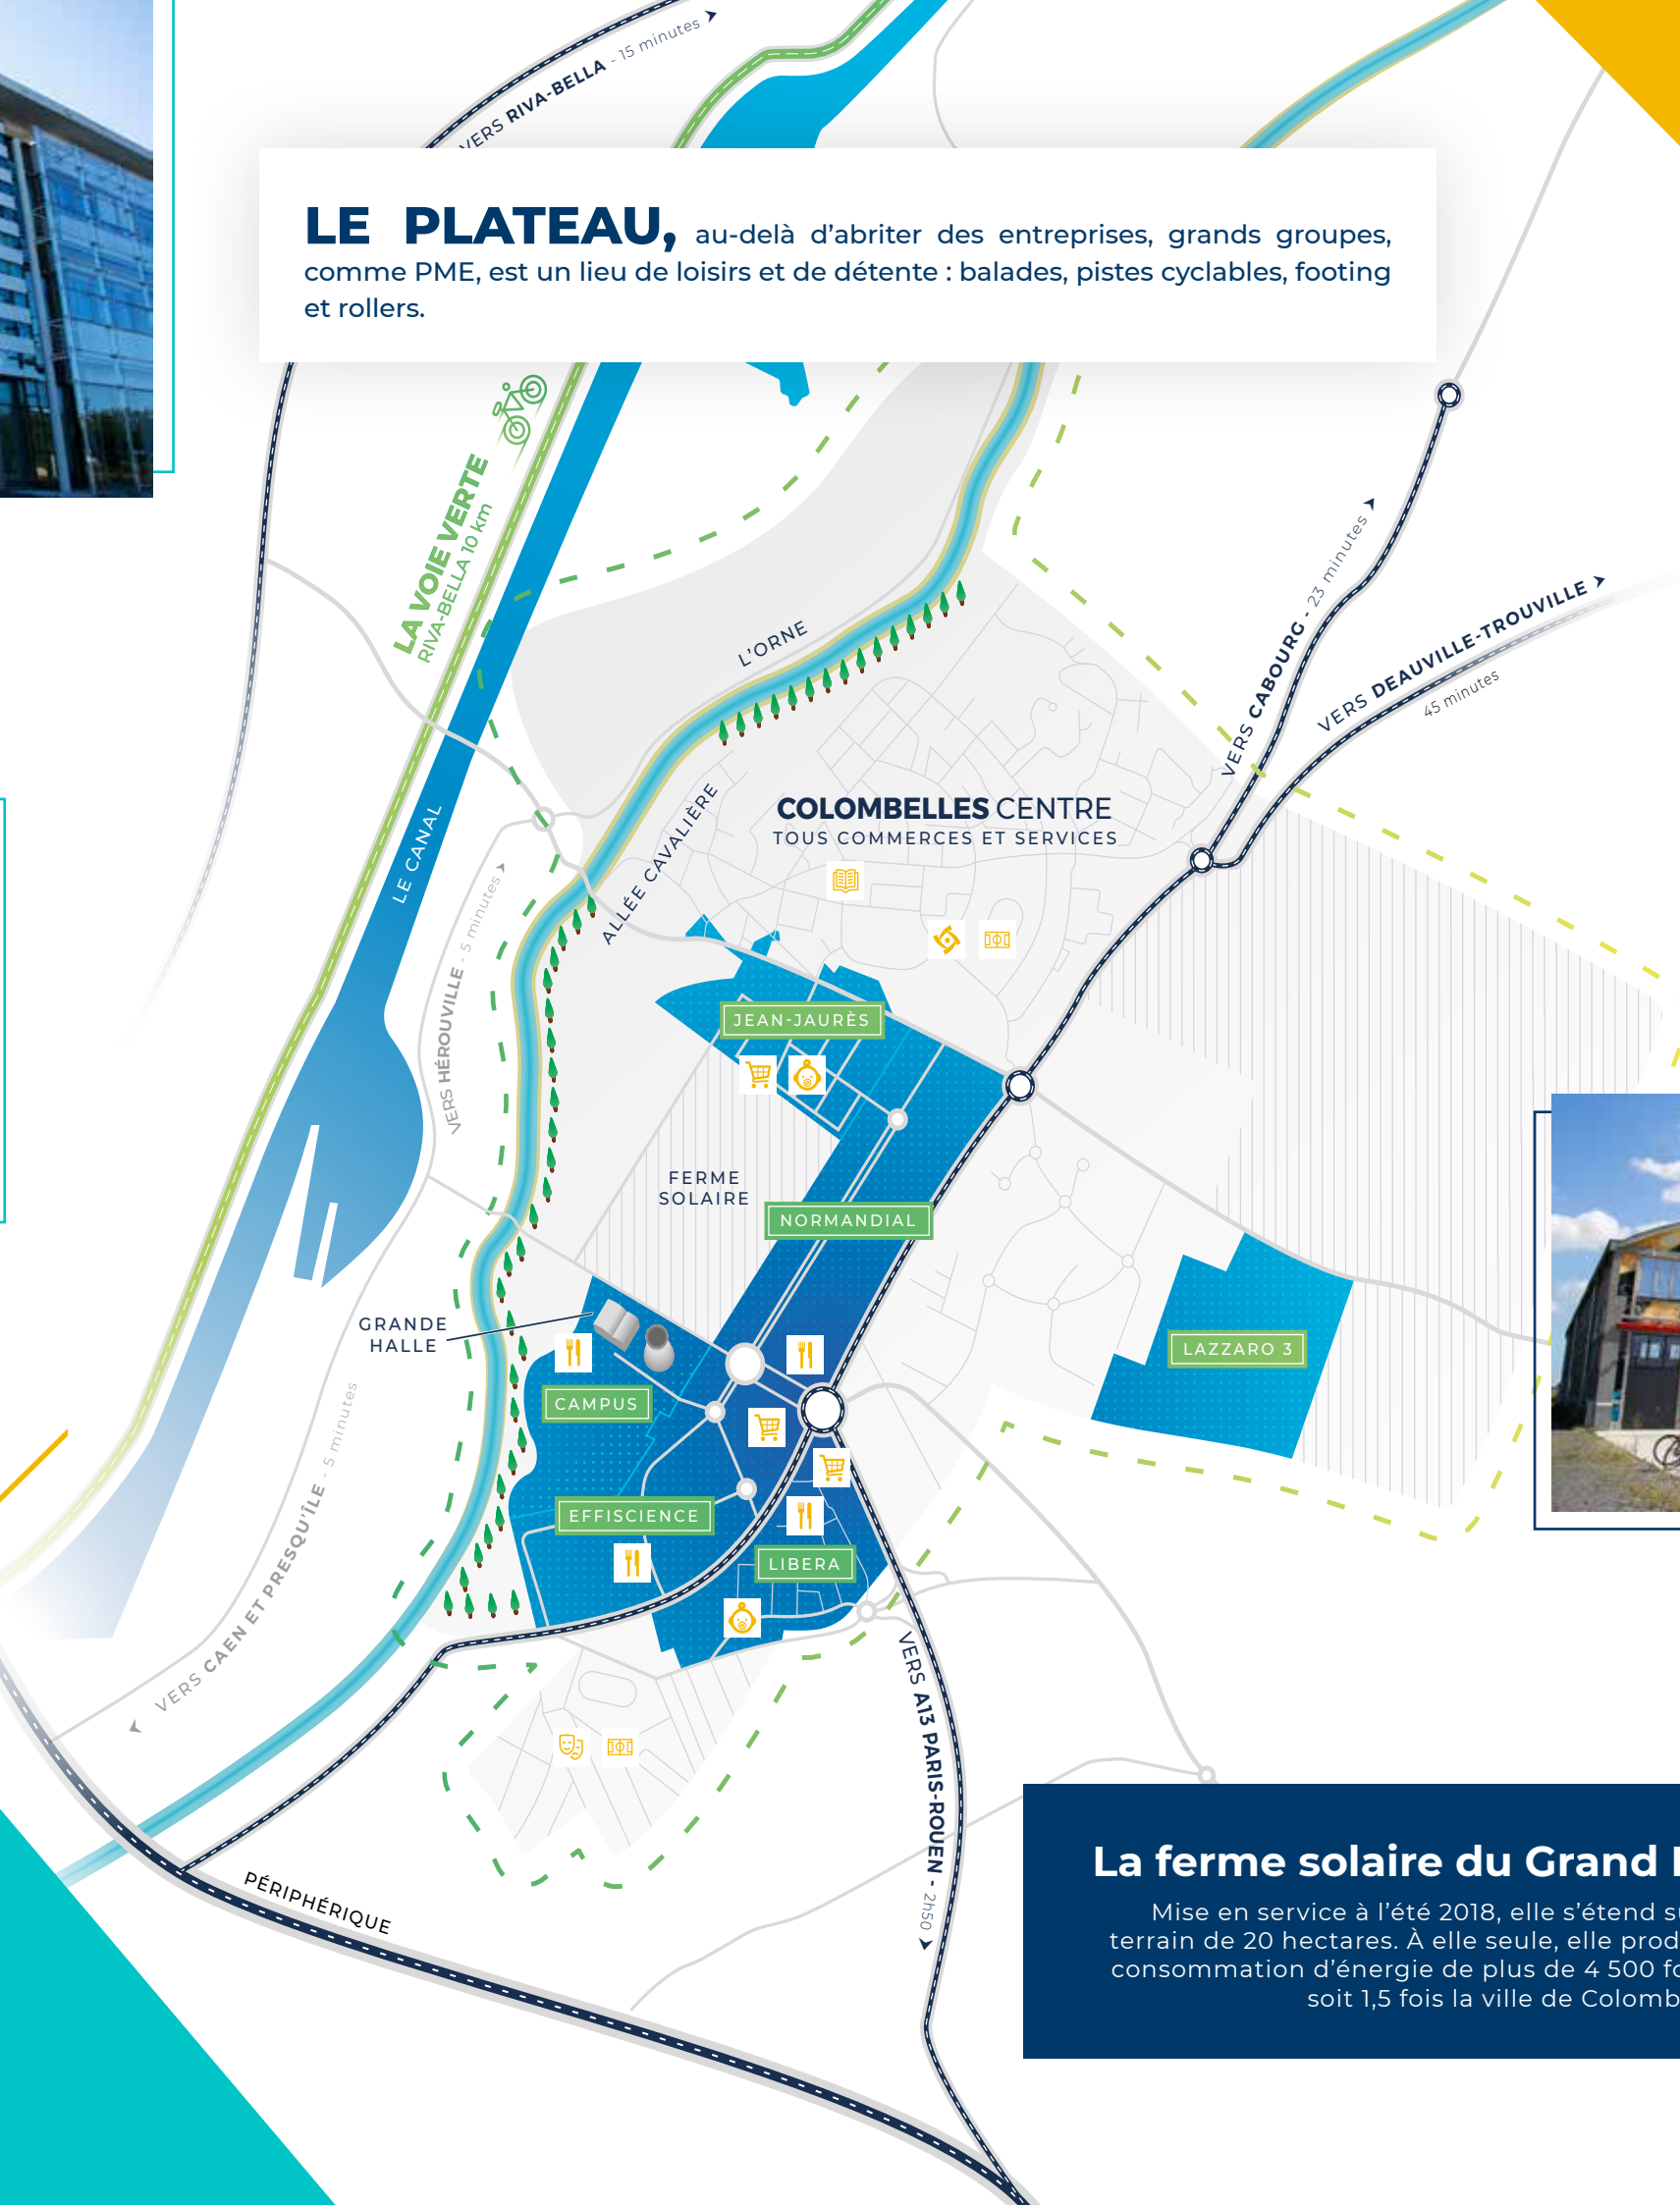 VERS RIVA-BELLA - 15 minutes
LE PLATEAU, au-delà d’abriter des entreprises, grands groupes,
comme PME, est un lieu de loisirs et de détente : balades, pistes cyclables, footing
et rollers.
LA VOIE VERTE
RIVA-BELLA 10 km
L’ORNE
VERS CABOURG - 23 minutes
VERS DEAUVILLE-TROUVILLE
45 minutes
LE CANAL
ALLÉE CAVALIÈRE
COLOMBELLES CENTRE
TOUS COMMERCES ET SERVICES
VERS HÉROUVILLE - 5 minutes
JEAN-JAURÈS
FERME
SOLAIRE
NORMANDIAL
GRANDE
HALLE
LAZZARO 3
CAMPUS
EFFISCIENCE
LIBERA
VERS CAEN ET PRESQU’ÎLE - 5 minutes
VERS A13 PARIS-ROUEN - 2h50
PÉRIPHÉRIQUE
La ferme solaire du Grand
Mise en service à l’été 2018, elle s’étend
terrain de 20 hectares. À elle seule, elle
consommation d’énergie de plus de 4 500
soit 1,5 fois la ville de